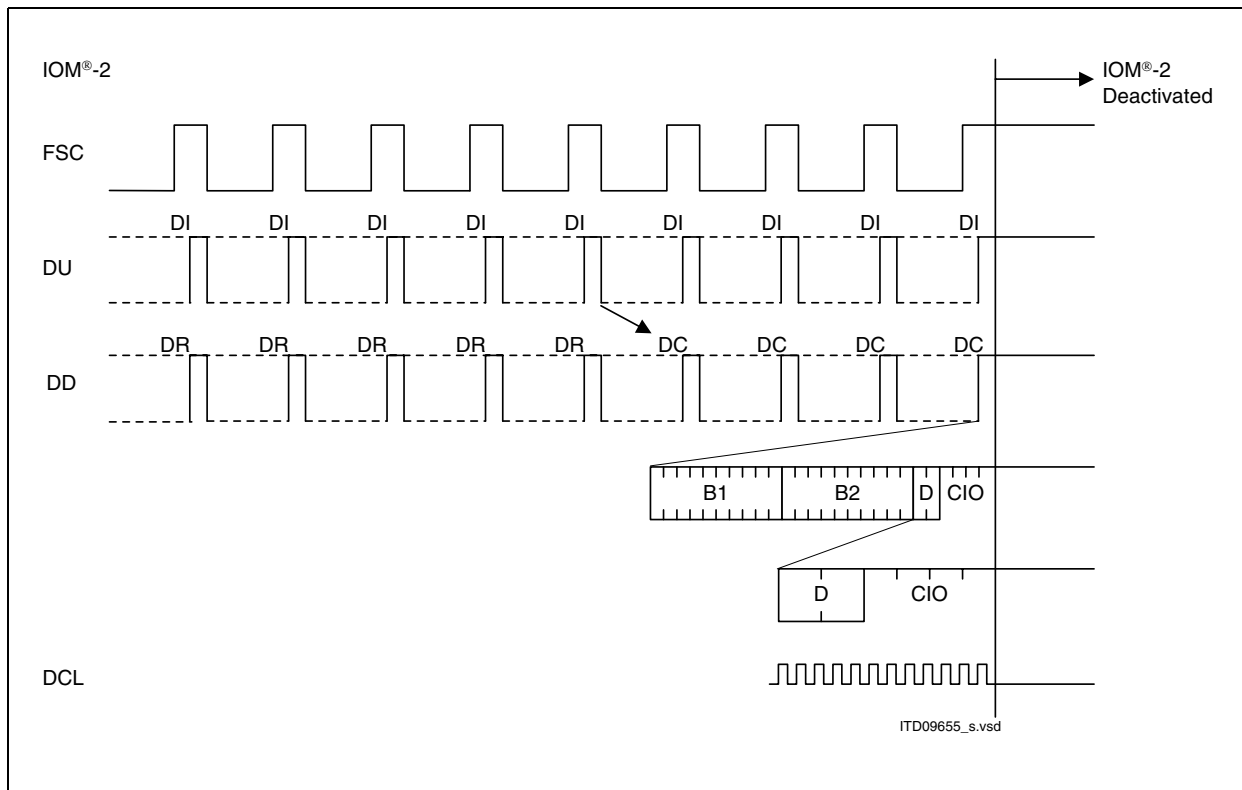 IOM®-2
IOM®-2
Deactivated
FSC
DI DI DI DI DI DI DI DI DI
DU
DR DR DR DR DR DC DC DC DC
DD
B1 B2 D CIO
D CIO
DCL
ITD09655_s.vsd